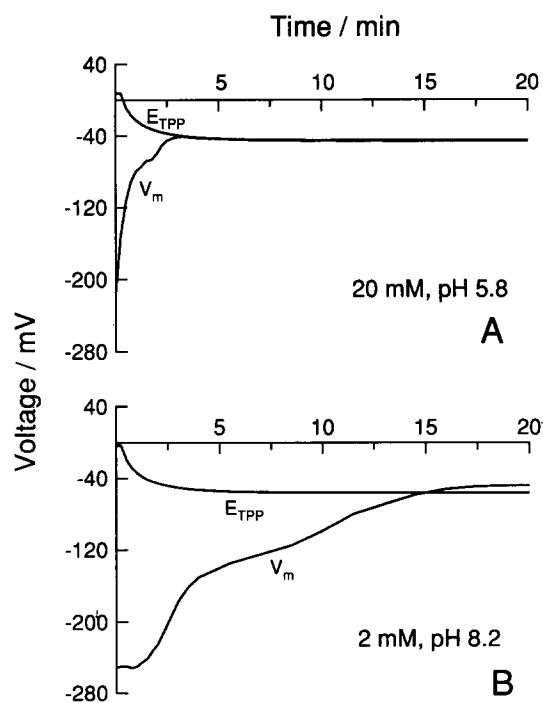 Time / min
Voltage / mV
40
5 10 15 20
-40
-120
-200
-280
E_TPP
V_m
20 mM, pH 5.8
A
40
5 10 15 20
-40
-120
-200
-280
E_TPP
V_m
2 mM, pH 8.2
B